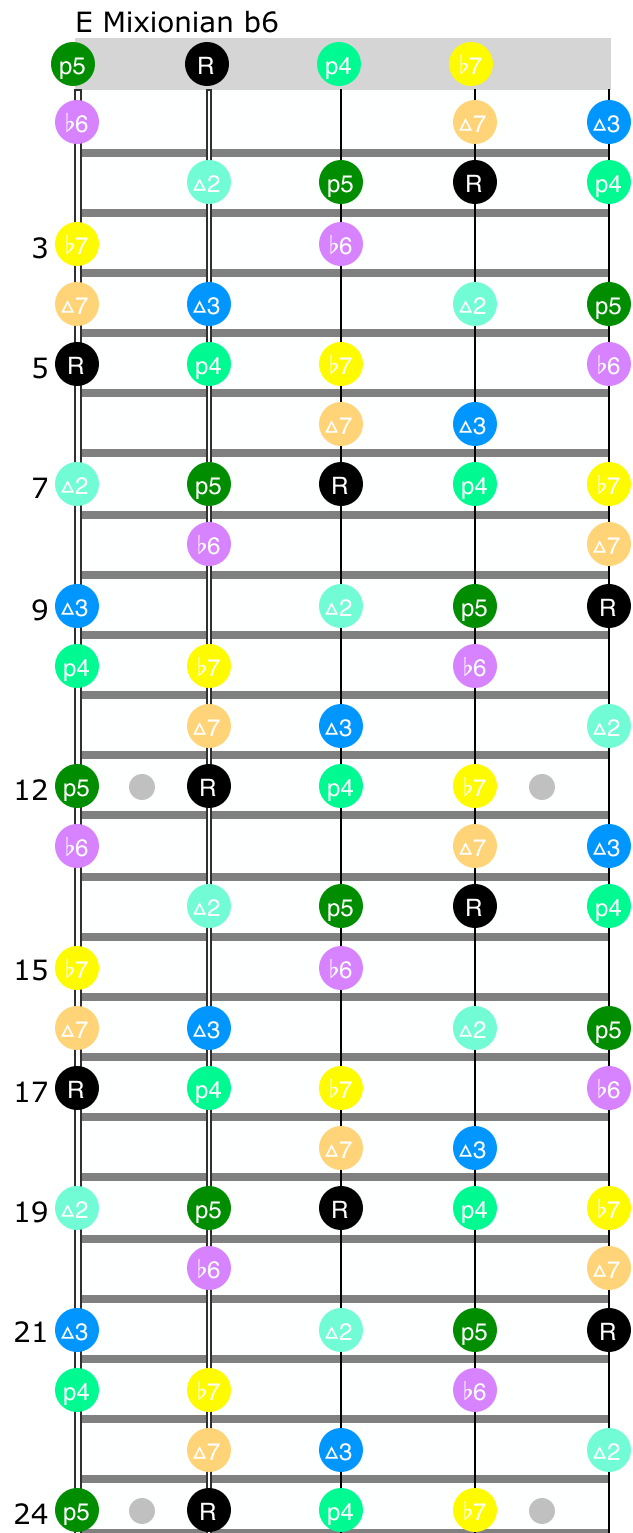 E Mixionian b6
p5 R p4 ♭7
♭6 △7 △3
△2 p5 R p4
3 ♭7 ♭6
△7 △3 △2 p5
5 R p4 ♭7 ♭6
△7 △3
7 △2 p5 R p4 ♭7
♭6 △7
9 △3 △2 p5 R
p4 ♭7 ♭6
△7 △3 △2
12 p5 R p4 ♭7
♭6 △7 △3
△2 p5 R p4
15 ♭7 ♭6
△7 △3 △2 p5
17 R p4 ♭7 ♭6
△7 △3
19 △2 p5 R p4 ♭7
♭6 △7
21 △3 △2 p5 R
p4 ♭7 ♭6
△7 △3 △2
24 p5 R p4 ♭7